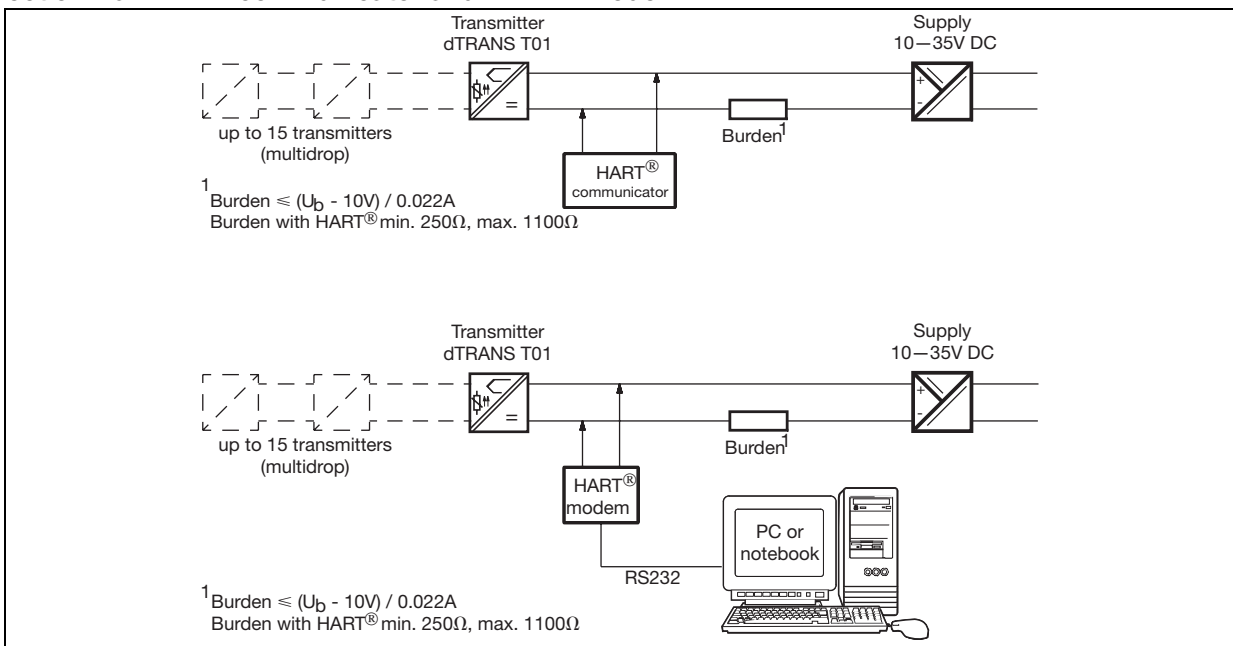 Transmitter
dTRANS T01
Supply
10—35V DC
+
-
=
up to 15 transmitters
(multidrop)
Burden1
HART®
communicator
1
Burden ≤ (Ub - 10V) / 0.022A
Burden with HART® min. 250Ω, max. 1100Ω
Transmitter
dTRANS T01
Supply
10—35V DC
+
-
=
up to 15 transmitters
(multidrop)
Burden1
HART®
modem
PC or
notebook
RS232
1
Burden ≤ (Ub - 10V) / 0.022A
Burden with HART® min. 250Ω, max. 1100Ω